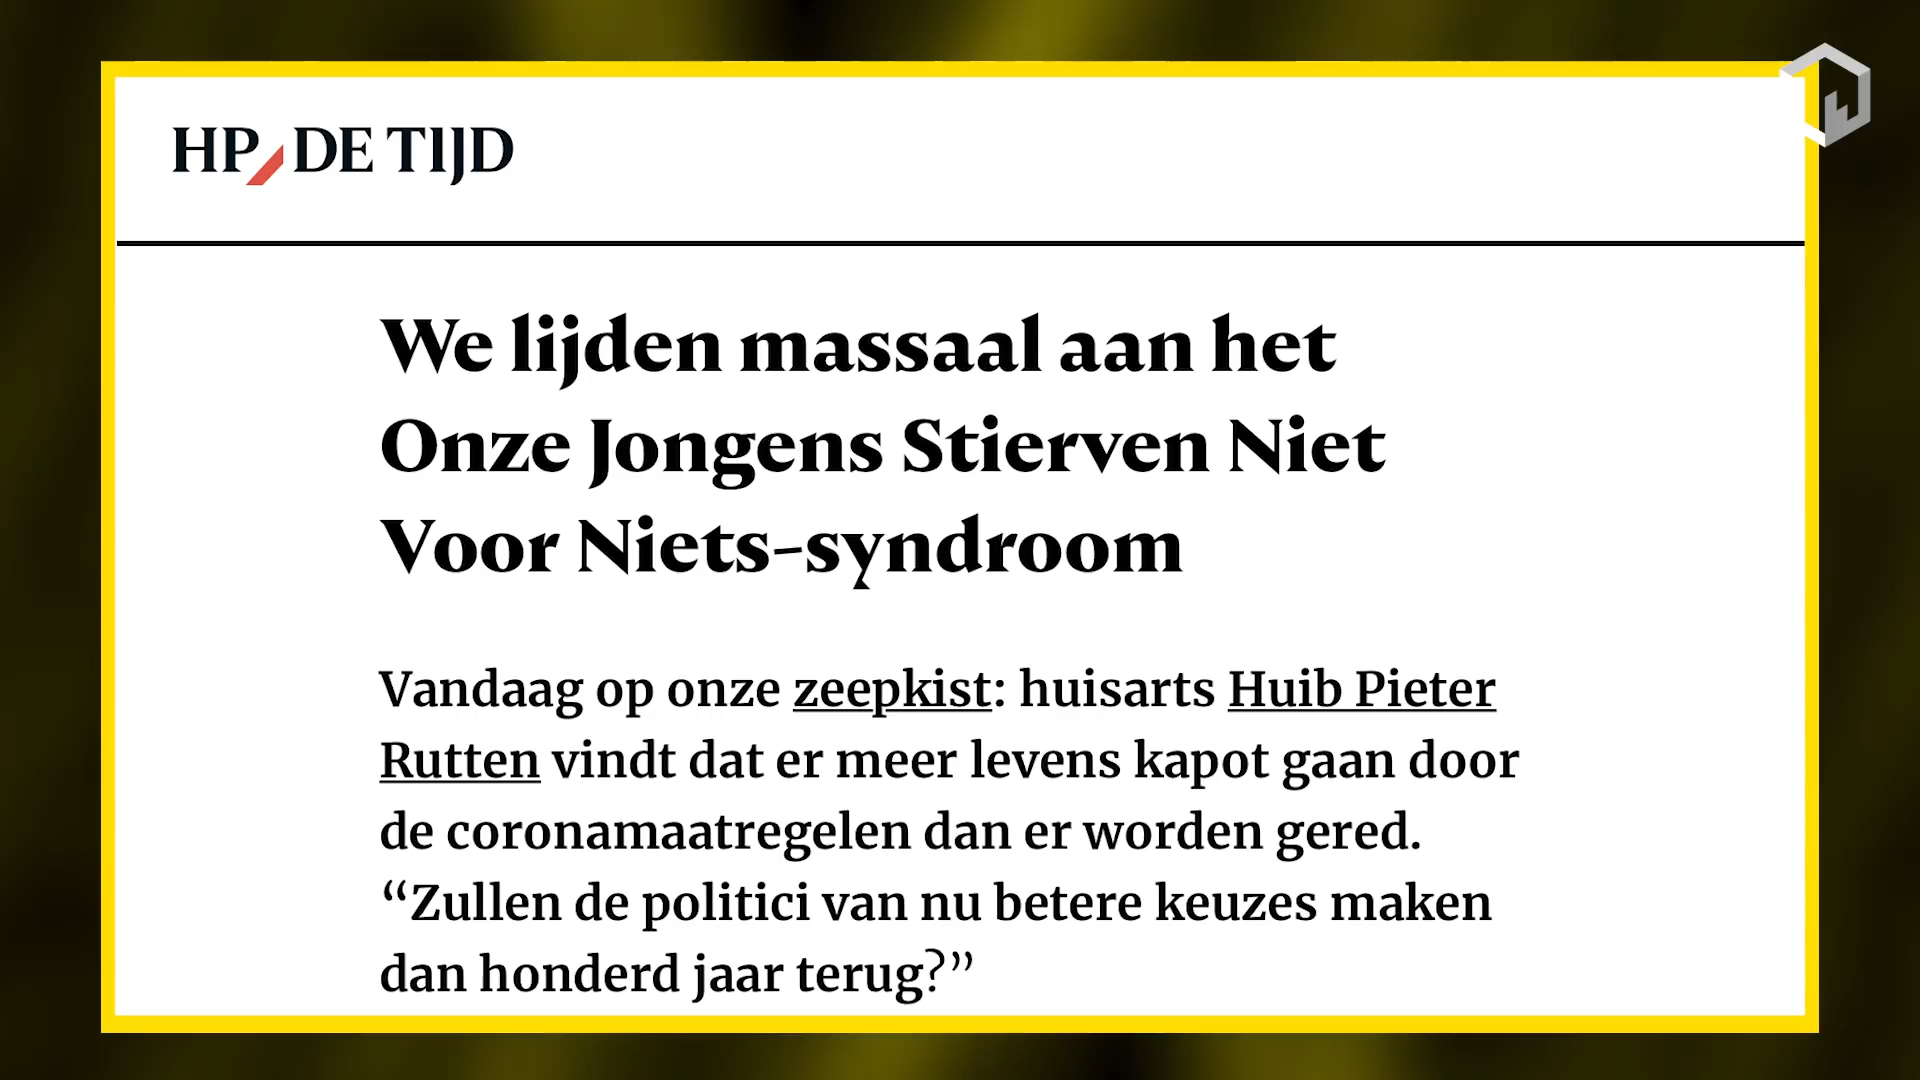 HP/DE TIJD
We lijden massaal aan het
Onze Jongens Stierven Niet
Voor Niets-syndroom
Vandaag op onze zeepkist: huisarts Huib Pieter
Rutten vindt dat er meer levens kapot gaan door
de coronamaatregelen dan er worden gered.
“Zullen de politici van nu betere keuzes maken
dan honderd jaar terug?”